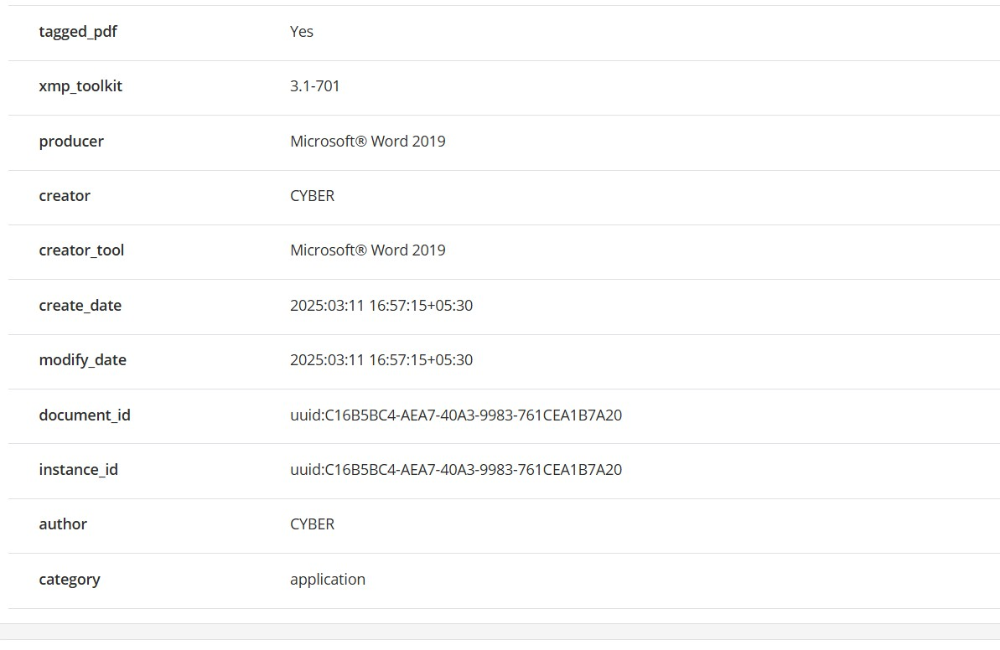 tagged_pdf Yes
xmp_toolkit 3.1-701
producer Microsoft® Word 2019
creator CYBER
creator_tool Microsoft® Word 2019
create_date 2025:03:11 16:57:15+05:30
modify_date 2025:03:11 16:57:15+05:30
document_id uuid:C16B5BC4-AEA7-40A3-9983-761CEA1B7A20
instance_id uuid:C16B5BC4-AEA7-40A3-9983-761CEA1B7A20
author CYBER
category application